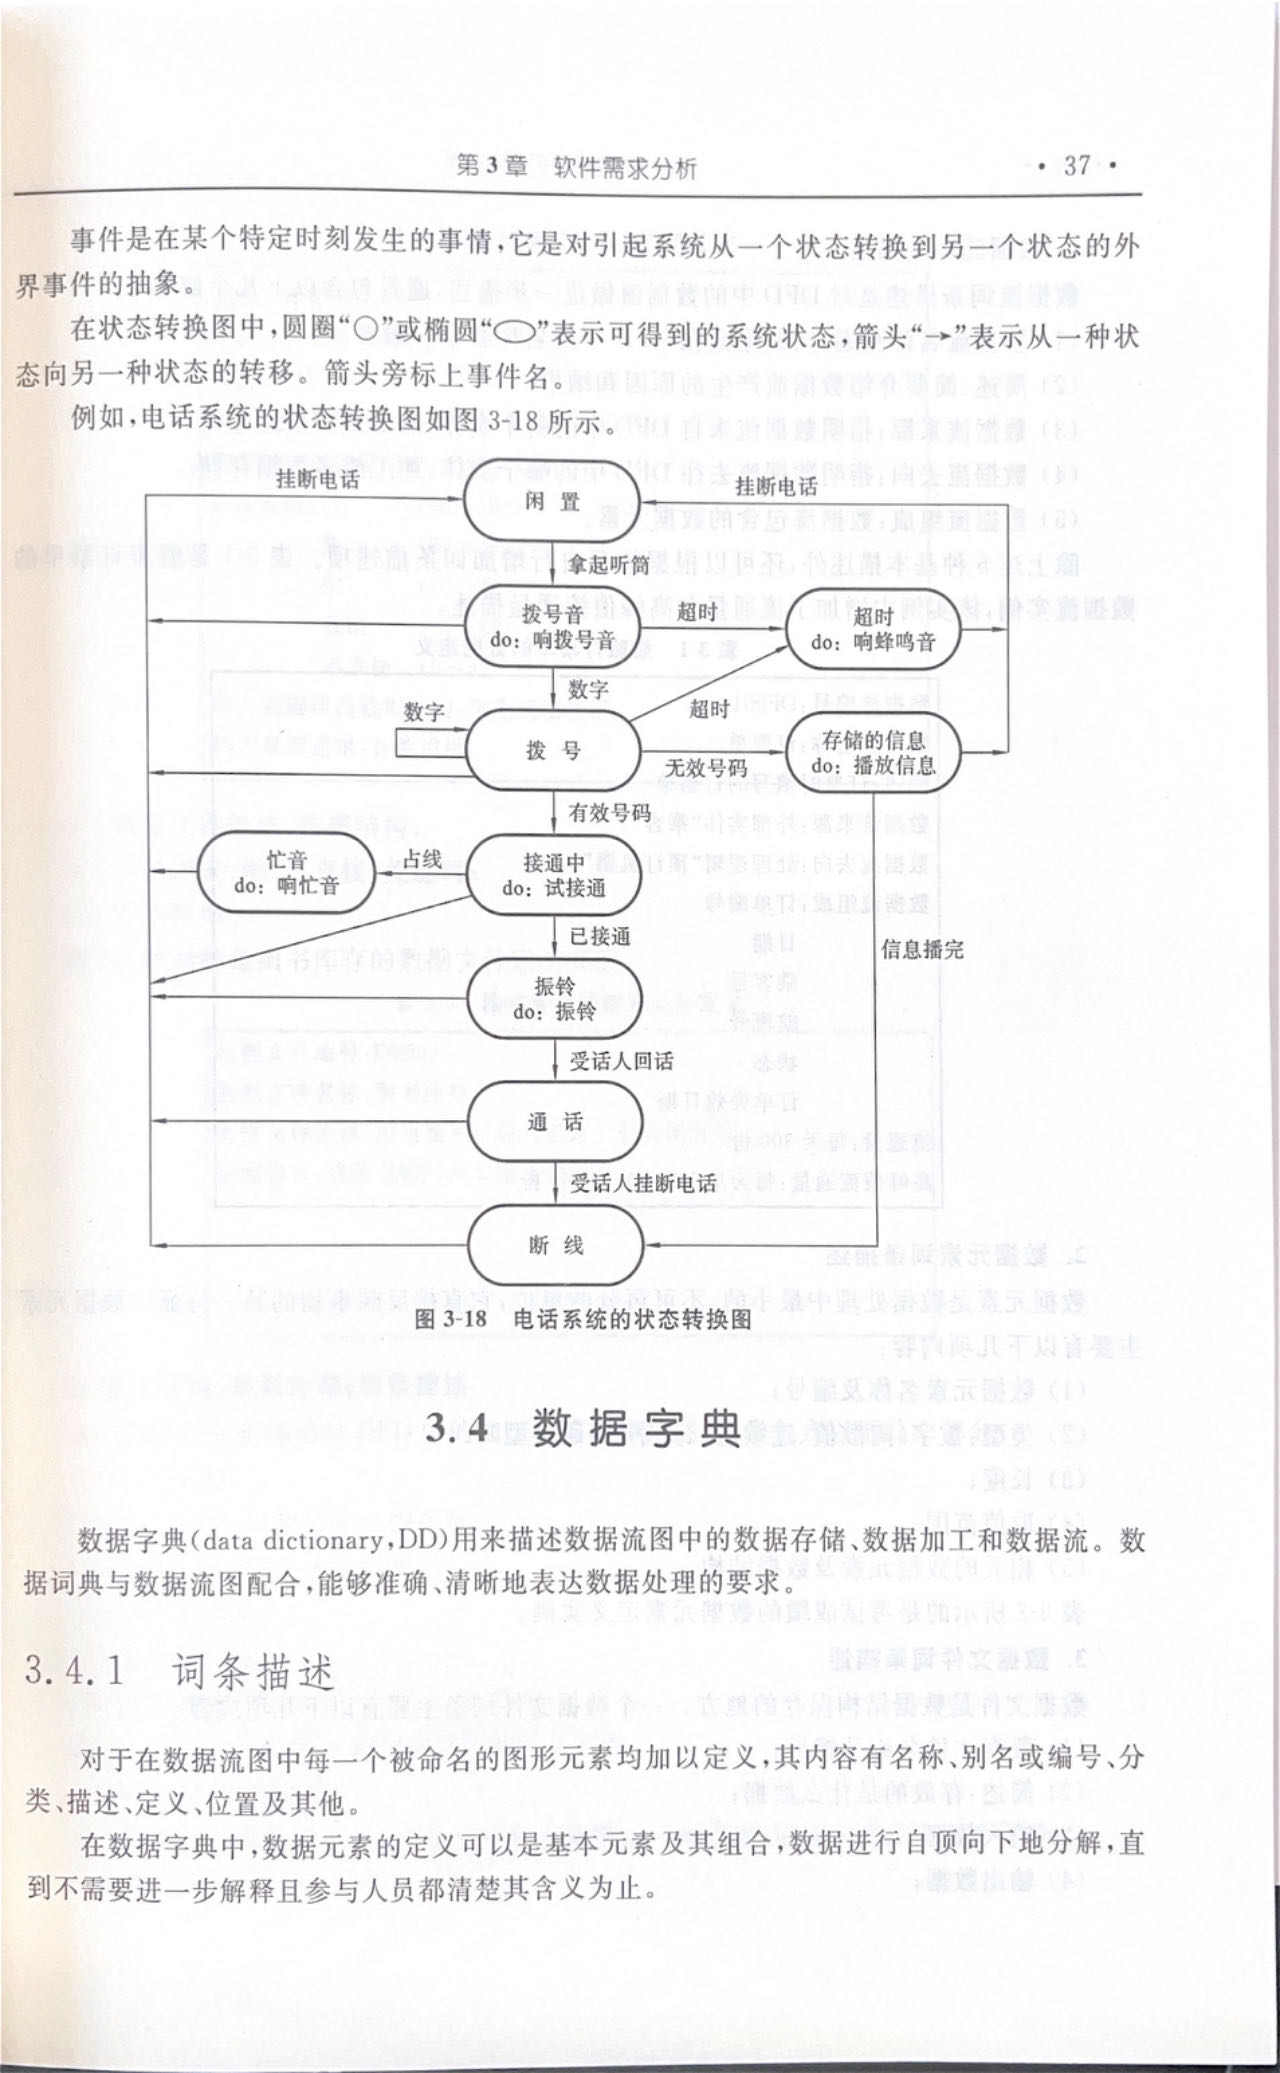 第3章 软件需求分析 · 37 ·
事件是在某个特定时刻发生的事情,它是对引起系统从一个状态转换到另一个状态的外
界事件的抽象。
在状态转换图中,圆圈“○”或椭圆“⬭”表示可得到的系统状态,箭头“→”表示从一种状
态向另一种状态的转移。箭头旁标上事件名。
例如,电话系统的状态转换图如图 3-18 所示。
挂断电话
闲 置
挂断电话
拿起听筒
拨号音
do: 响拨号音
超时
超时
do: 响蜂鸣音
数字
数字
超时
拨 号
无效号码
存储的信息
do: 播放信息
有效号码
忙音
do: 响忙音
占线
接通中
do: 试接通
已接通
信息播完
振铃
do: 振铃
受话人回话
通 话
受话人挂断电话
断 线
图 3-18 电话系统的状态转换图
3.4 数据字典
数据字典(data dictionary,DD)用来描述数据流图中的数据存储、数据加工和数据流。数
据词典与数据流图配合,能够准确、清晰地表达数据处理的要求。
3.4.1 词条描述
对于在数据流图中每一个被命名的图形元素均加以定义,其内容有名称、别名或编号、分
类、描述、定义、位置及其他。
在数据字典中,数据元素的定义可以是基本元素及其组合,数据进行自顶向下地分解,直
到不需要进一步解释且参与人员都清楚其含义为止。